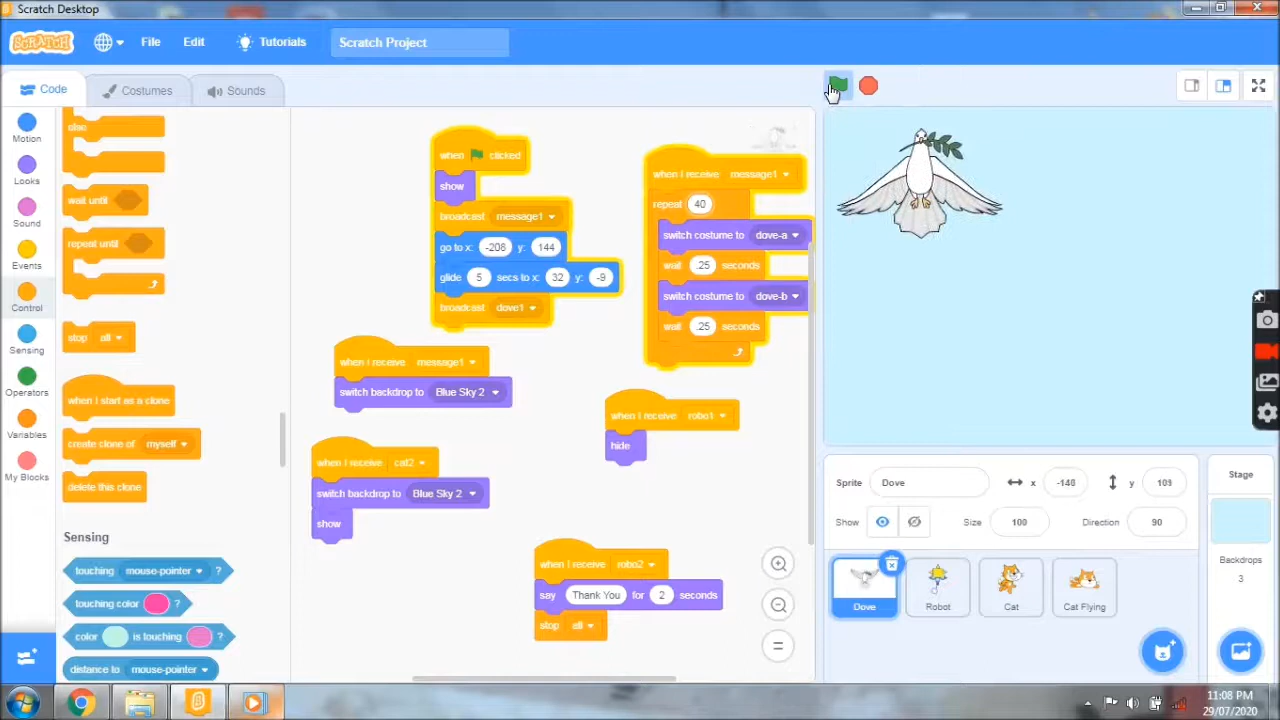 Scratch Desktop
SCRATCH File Edit Tutorials Scratch Project
Code Costumes Sounds
Motion
Looks
Sound
Events
Control
Sensing
Operators
Variables
My Blocks
else
wait until
repeat until
stop all
when I start as a clone
create clone of myself
delete this clone
Sensing
touching mouse-pointer ?
touching color ?
color is touching ?
distance to mouse-pointer
when clicked
show
broadcast message1
go to x: -208 y: 144
glide 5 secs to x: 32 y: -9
broadcast dove1
when I receive message1
repeat 40
switch costume to dove-a
wait .25 seconds
switch costume to dove-b
wait .25 seconds
when I receive message1
switch backdrop to Blue Sky 2
when I receive robo1
hide
when I receive cat2
switch backdrop to Blue Sky 2
show
when I receive robo2
say Thank You for 2 seconds
stop all
Sprite Dove x -140 y 103
Show Size 100 Direction 90
Dove Robot Cat Cat Flying
Stage
Backdrops
3
11:08 PM
29/07/2020